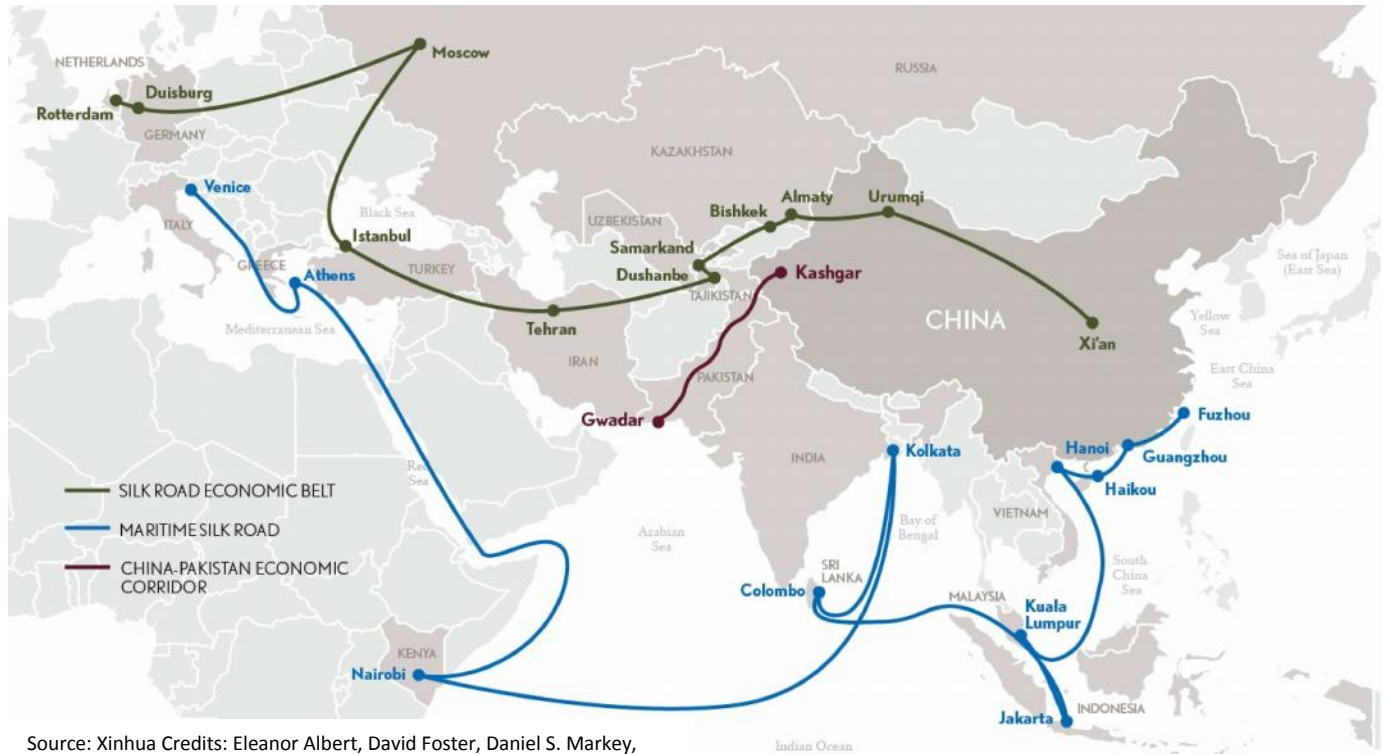 Moscow
NETHERLANDS
RUSSIA
Duisburg
Rotterdam
GERMANY
KAZAKHSTAN
Venice
Almaty
Urumqi
Bishkek
Black Sea
UZBEKISTAN
ITALY
Istanbul
Samarkand
Sea of Japan
(East Sea)
GREECE
TURKEY
Dushanbe
Kashgar
Athens
TAJIKISTAN
Mediterranean Sea
Tehran
CHINA
Yellow
Sea
Xi'an
IRAN
PAKISTAN
East China
Sea
Gwadar
Fuzhou
Kolkata
Hanoi
Guangzhou
INDIA
Red
Sea
Haikou
SILK ROAD ECONOMIC BELT
VIETNAM
MARITIME SILK ROAD
Arabian
Sea
Bay of
Bengal
CHINA-PAKISTAN ECONOMIC
CORRIDOR
SRI
LANKA
South
China
Sea
Colombo
MALAYSIA
Kuala
Lumpur
KENYA
Nairobi
INDONESIA
Jakarta
Source: Xinhua Credits: Eleanor Albert, David Foster, Daniel S. Markey,
Indian Ocean